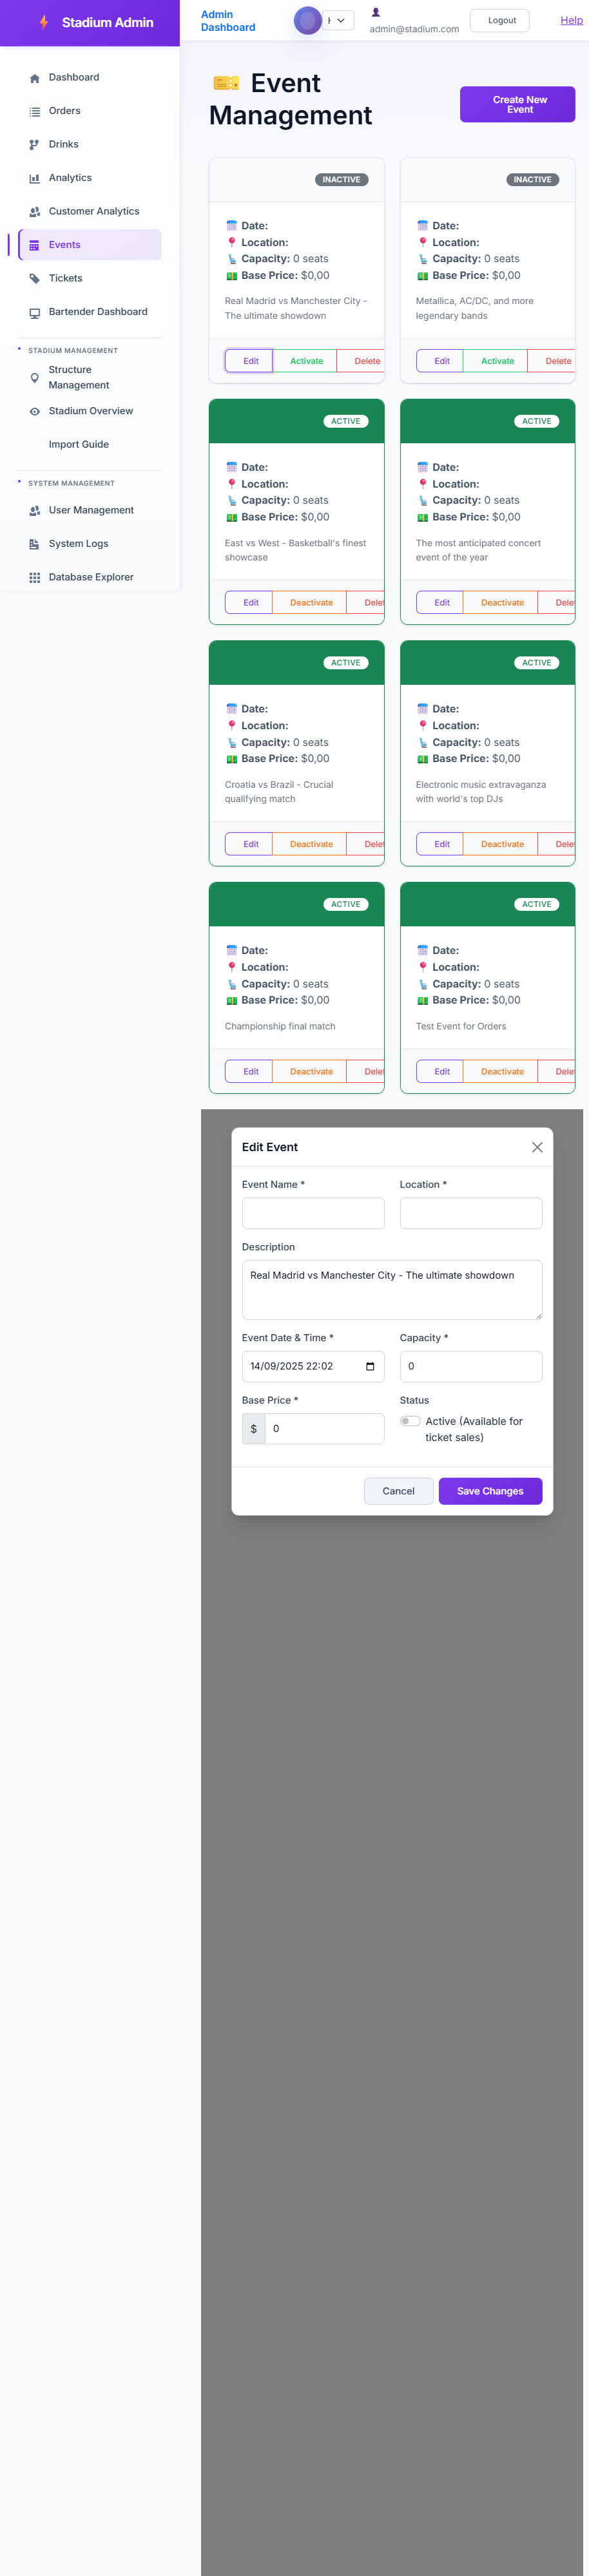 Stadium Admin
Dashboard
Orders
Drinks
Analytics
Customer Analytics
Events
Tickets
Bartender Dashboard
STADIUM MANAGEMENT
Structure
Management
Stadium Overview
Import Guide
SYSTEM MANAGEMENT
User Management
System Logs
Database Explorer
Admin
Dashboard
admin@stadium.com
Logout
Help
Event
Management
Create New
Event
INACTIVE
Date:
Location:
Capacity: 0 seats
Base Price: $0,00
Real Madrid vs Manchester City -
The ultimate showdown
Edit
Activate
Delete
INACTIVE
Date:
Location:
Capacity: 0 seats
Base Price: $0,00
Metallica, AC/DC, and more
legendary bands
Edit
Activate
Delete
ACTIVE
Date:
Location:
Capacity: 0 seats
Base Price: $0,00
East vs West - Basketball's finest
showcase
Edit
Deactivate
Delet
ACTIVE
Date:
Location:
Capacity: 0 seats
Base Price: $0,00
The most anticipated concert
event of the year
Edit
Deactivate
Delet
ACTIVE
Date:
Location:
Capacity: 0 seats
Base Price: $0,00
Croatia vs Brazil - Crucial
qualifying match
Edit
Deactivate
Delet
ACTIVE
Date:
Location:
Capacity: 0 seats
Base Price: $0,00
Electronic music extravaganza
with world's top DJs
Edit
Deactivate
Delet
ACTIVE
Date:
Location:
Capacity: 0 seats
Base Price: $0,00
Championship final match
Edit
Deactivate
Delet
ACTIVE
Date:
Location:
Capacity: 0 seats
Base Price: $0,00
Test Event for Orders
Edit
Deactivate
Delet
Edit Event
Event Name *
Location *
Description
Real Madrid vs Manchester City - The ultimate showdown
Event Date & Time *
Capacity *
14/09/2025 22:02
0
Base Price *
Status
$
0
Active (Available for
ticket sales)
Cancel
Save Changes